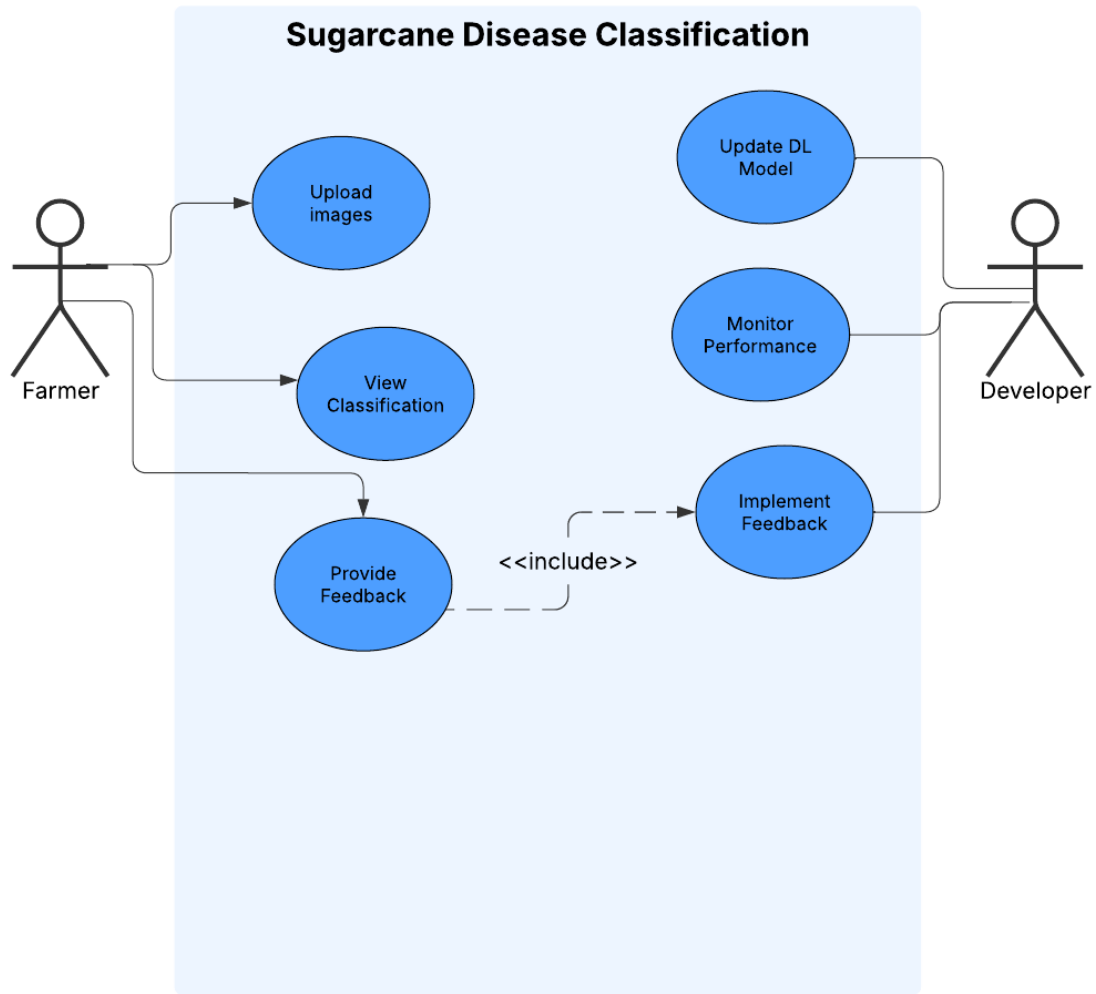 Sugarcane Disease Classification
Update DL
Model
Upload
images
Monitor
Performance
Farmer
Developer
View
Classification
Implement
Feedback
<<include>>
Provide
Feedback